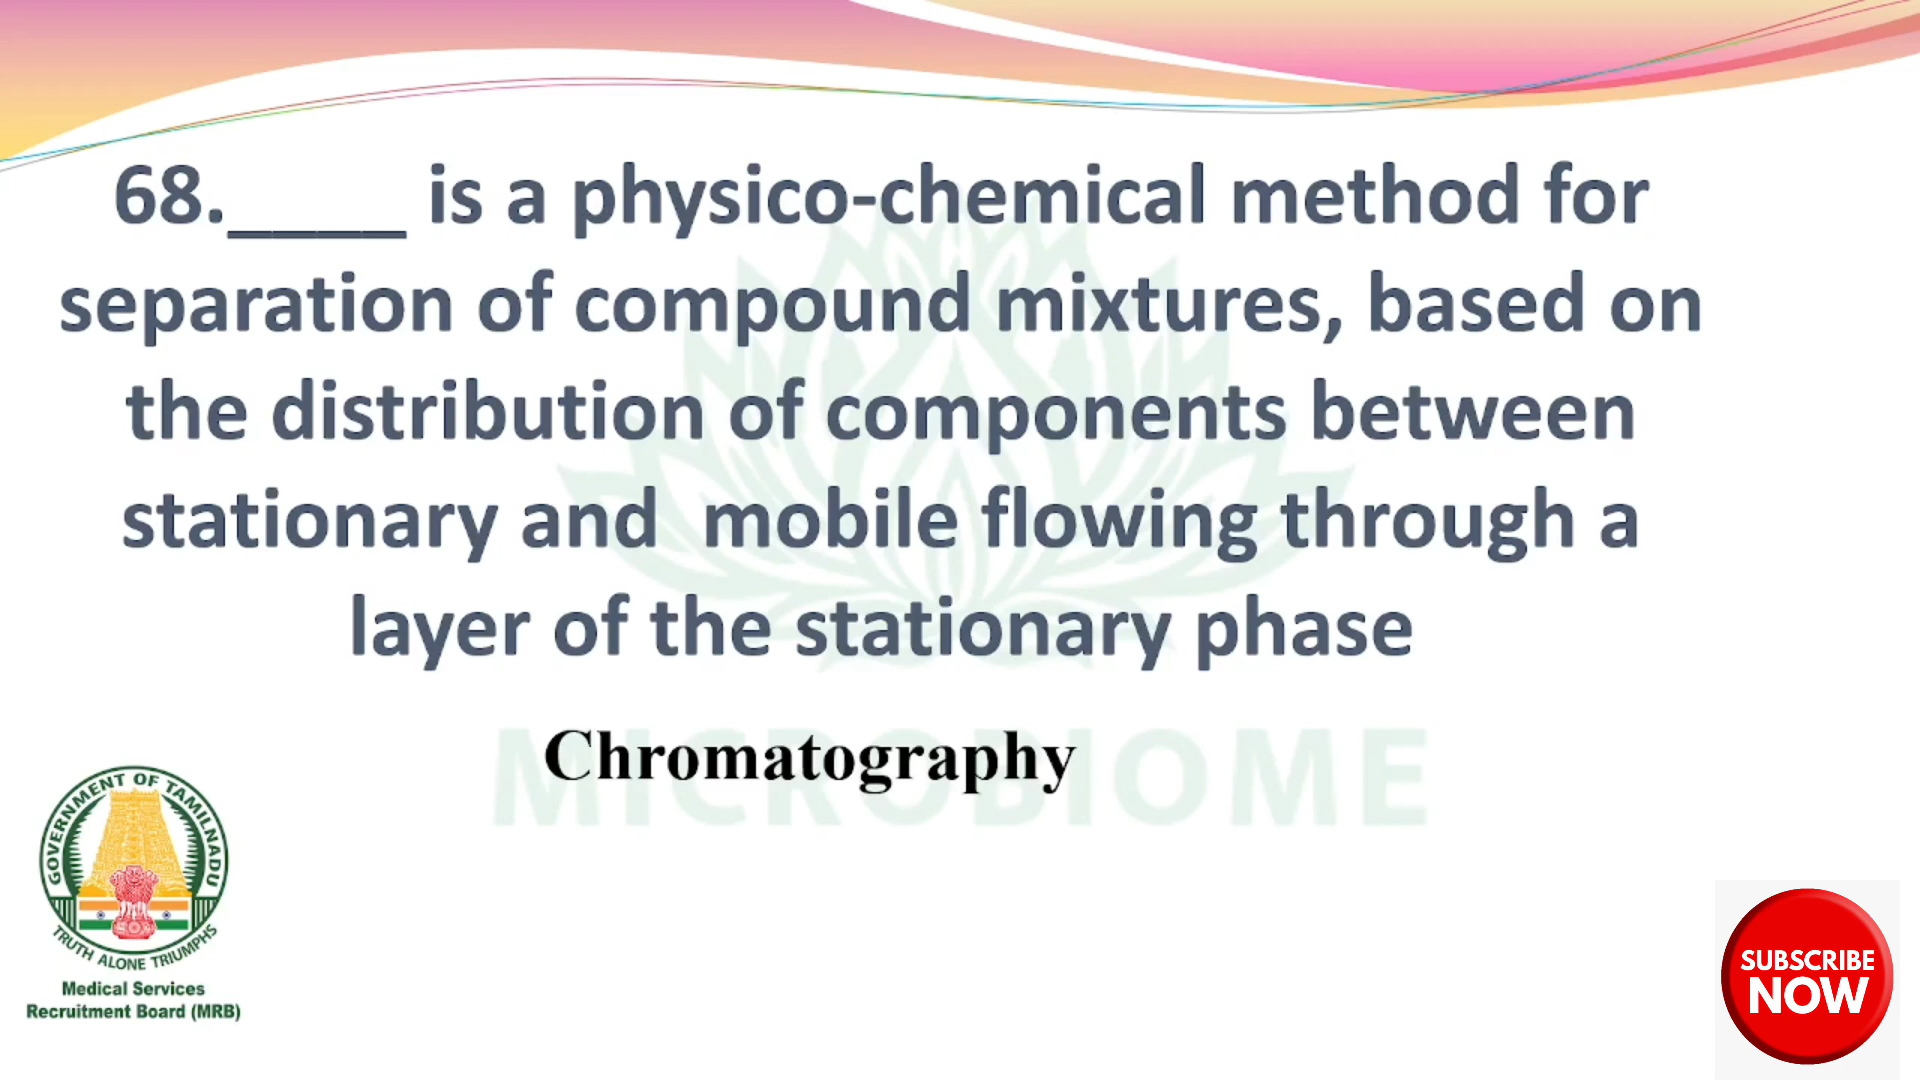 68.____ is a physico-chemical method for
separation of compound mixtures, based on
the distribution of components between
stationary and mobile flowing through a
layer of the stationary phase
Chromatography
MICROBIOME
GOVERNMENT OF TAMILNADU
TRUTH ALONE TRIUMPHS
Medical Services
Recruitment Board (MRB)
SUBSCRIBE
NOW